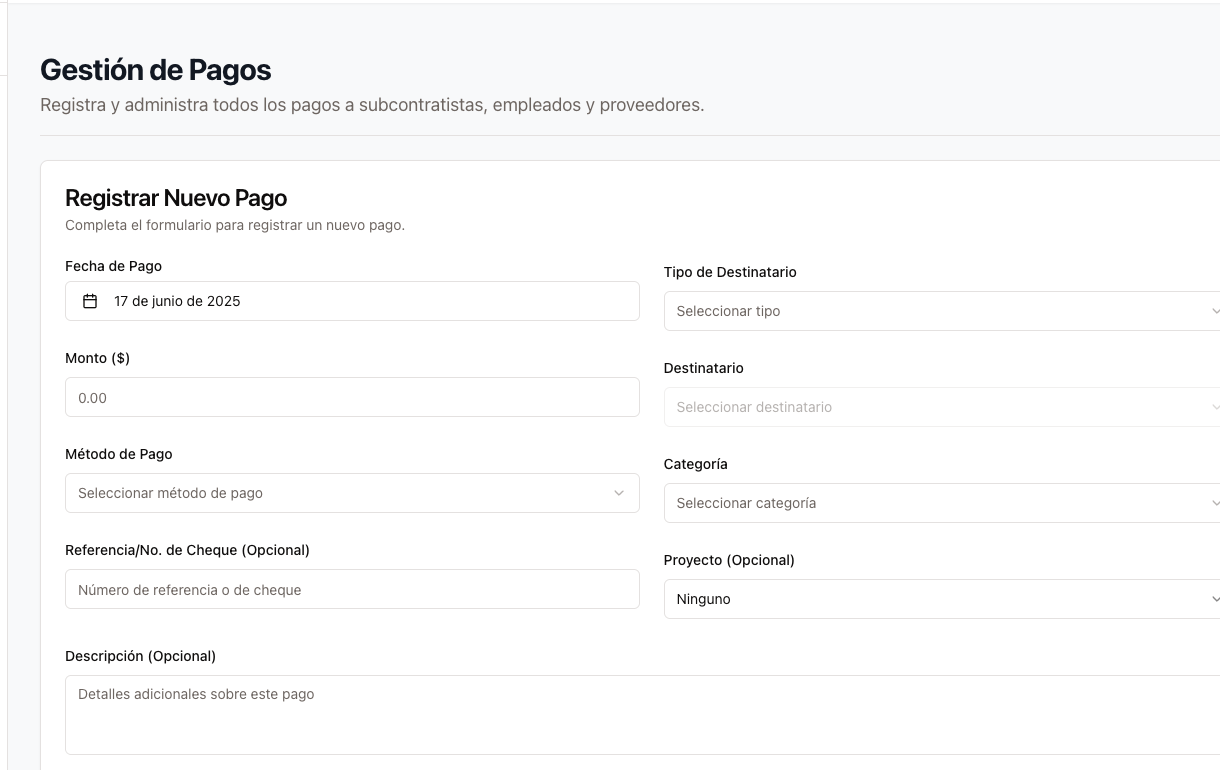 Gestión de Pagos
Registra y administra todos los pagos a subcontratistas, empleados y proveedores.
Registrar Nuevo Pago
Completa el formulario para registrar un nuevo pago.
Fecha de Pago
17 de junio de 2025
Tipo de Destinatario
Seleccionar tipo
Monto ($)
0.00
Destinatario
Seleccionar destinatario
Método de Pago
Seleccionar método de pago
Categoría
Seleccionar categoría
Referencia/No. de Cheque (Opcional)
Número de referencia o de cheque
Proyecto (Opcional)
Ninguno
Descripción (Opcional)
Detalles adicionales sobre este pago